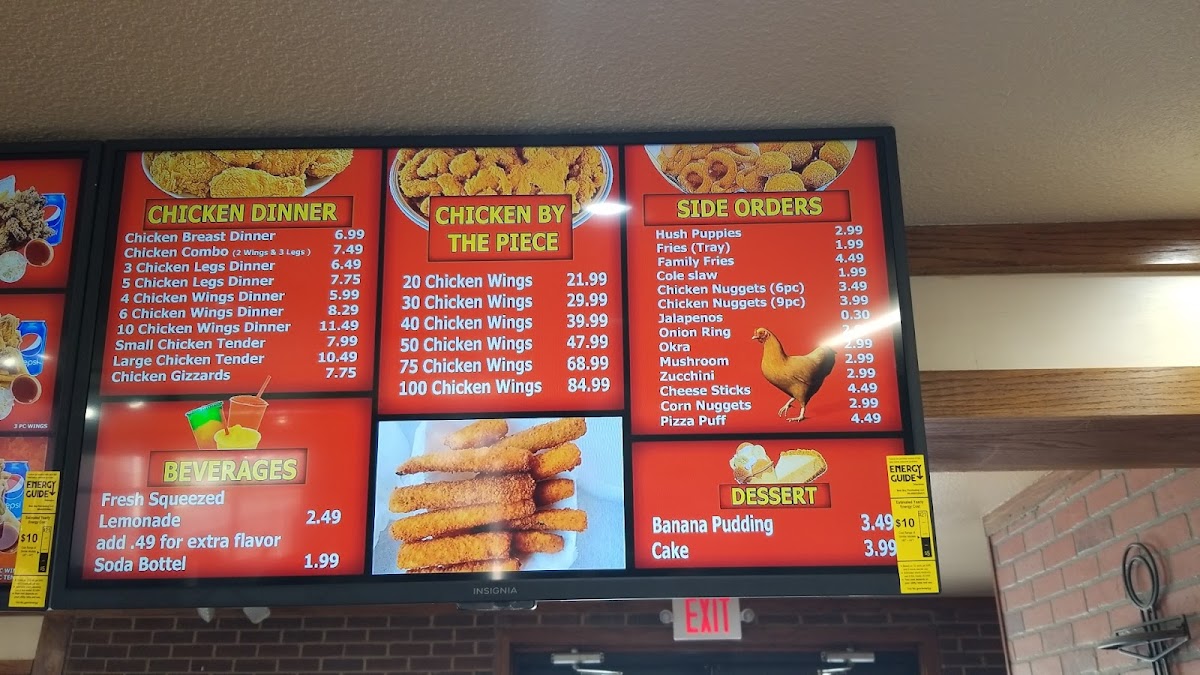 CHICKEN DINNER
Chicken Breast Dinner 6.99
Chicken Combo (2 Wings & 3 Legs) 7.49
3 Chicken Legs Dinner 6.49
5 Chicken Legs Dinner 7.75
4 Chicken Wings Dinner 5.99
6 Chicken Wings Dinner 8.29
10 Chicken Wings Dinner 11.49
Small Chicken Tender 7.99
Large Chicken Tender 10.49
Chicken Gizzards 7.75
BEVERAGES
Fresh Squeezed
Lemonade 2.49
add .49 for extra flavor
Soda Bottel 1.99
CHICKEN BY
THE PIECE
20 Chicken Wings 21.99
30 Chicken Wings 29.99
40 Chicken Wings 39.99
50 Chicken Wings 47.99
75 Chicken Wings 68.99
100 Chicken Wings 84.99
SIDE ORDERS
Hush Puppies 2.99
Fries (Tray) 1.99
Family Fries 4.49
Cole slaw 1.99
Chicken Nuggets (6pc) 3.49
Chicken Nuggets (9pc) 3.99
Jalapenos 0.30
Onion Ring
Okra 2.99
Mushroom 2.99
Zucchini 2.99
Cheese Sticks 4.49
Corn Nuggets 2.99
Pizza Puff 4.49
DESSERT
Banana Pudding 3.49
Cake 3.99
INSIGNIA
EXIT
ENERGY
GUIDE
$10
ENERGY
GUIDE
$10
3 PC WINGS
pepsi